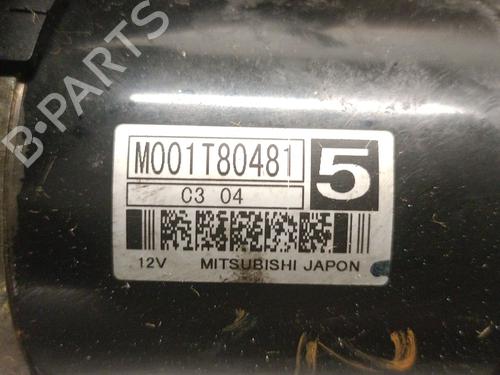 M001T80481 5
C3 04
12V MITSUBISHI JAPON
B-PARTS